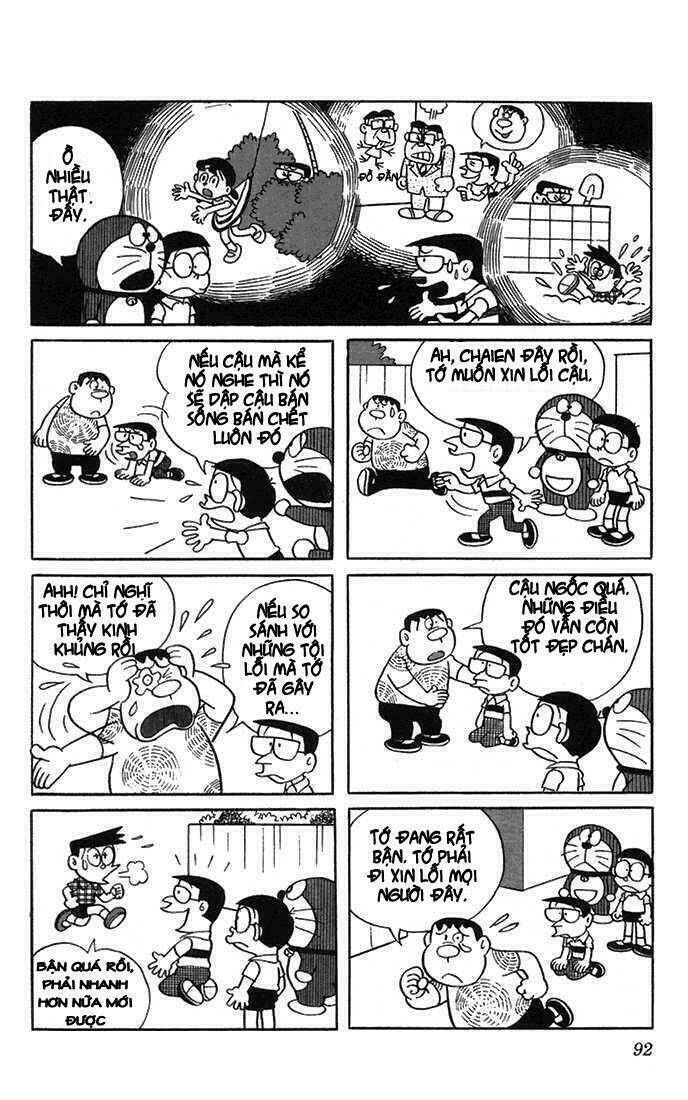 Ồ
NHIỀU
THẬT.
ĐẤY.
ĐỒ ĐẦN
AH, CHAIEN ĐÂY RỒI,
TỚ MUỐN XIN LỖI CẬU.
NẾU CẬU MÀ KỂ
NÓ NGHE THÌ NÓ
SẼ DẬP CẬU BÁN
SỐNG BÁN CHẾT
LUÔN ĐÓ
CẬU NGỐC QUÁ.
NHỮNG ĐIỀU
ĐÓ VẪN CÒN
TỐT ĐẸP CHÁN.
NẾU SO
SÁNH VỚI
NHỮNG TỘI
LỖI MÀ TỚ
ĐÃ GÂY
RA...
AHH! CHỈ NGHĨ
THÔI MÀ TỚ ĐÃ
THẤY KINH
KHỦNG RỒI
TỚ ĐANG RẤT
BẬN. TỚ PHẢI
ĐI XIN LỖI MỌI
NGƯỜI ĐÂY.
BẬN QUÁ RỒI,
PHẢI NHANH
HƠN NỮA MỚI
ĐƯỢC
92